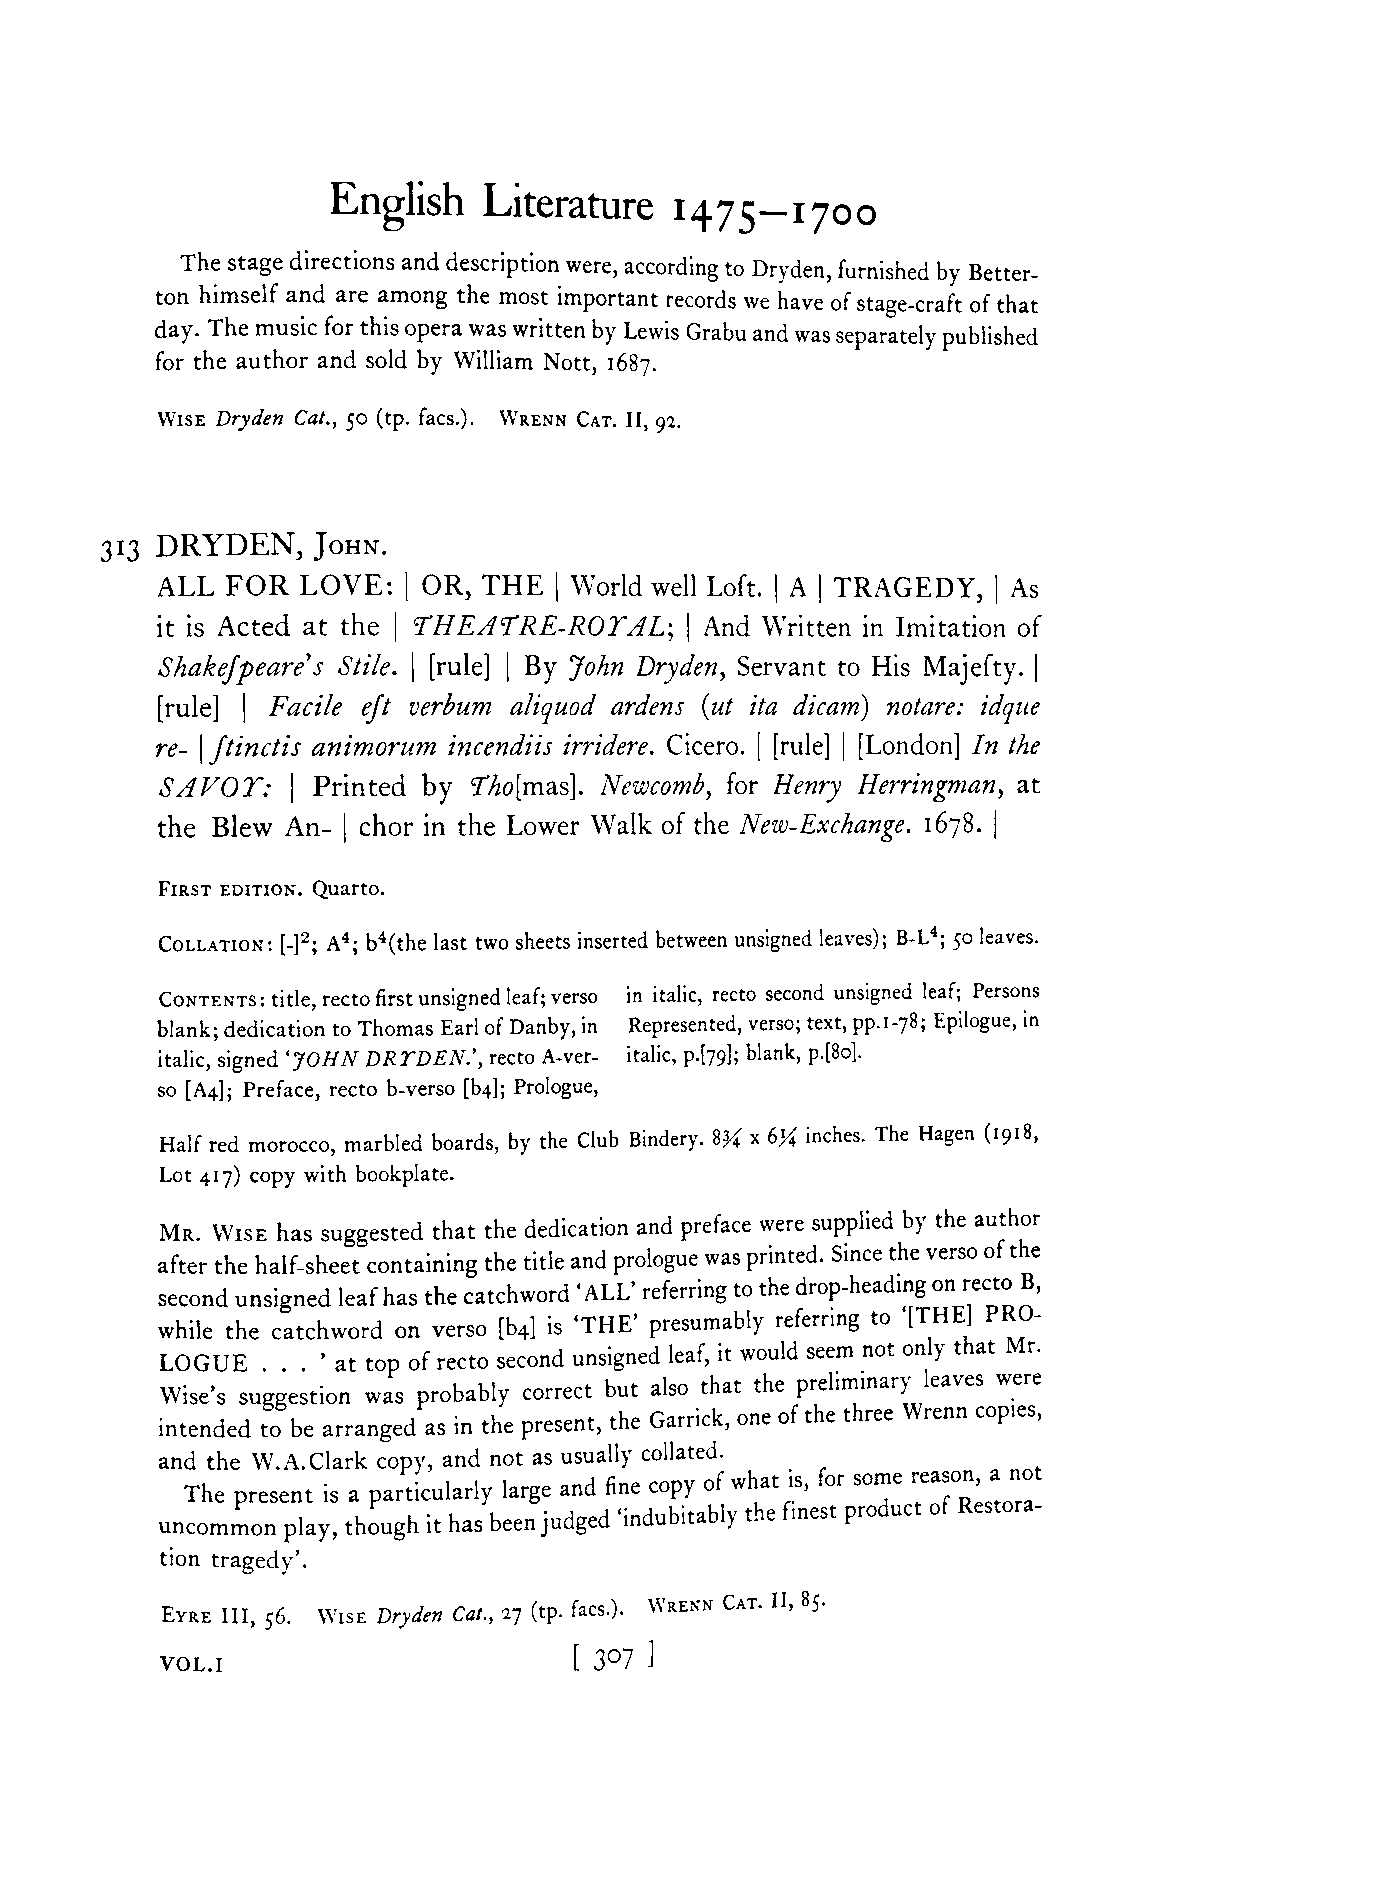 English Literature 1475–1700
The stage directions and description were, according to Dryden, furnished by Better-
ton himself and are among the most important records we have of stage-craft of that
day. The music for this opera was written by Lewis Grabu and was separately published
for the author and sold by William Nott, 1687.
WISE Dryden Cat., 50 (tp. facs.). WRENN CAT. II, 92.
313 DRYDEN, JOHN.
ALL FOR LOVE: | OR, THE | World well Loſt. | A | TRAGEDY, | As
it is Acted at the | THEATRE-ROYAL; | And Written in Imitation of
Shakeſpeare's Stile. | [rule] | By John Dryden, Servant to His Majeſty. |
[rule] | Facile eſt verbum aliquod ardens (ut ita dicam) notare: idque
re- | ſtinctis animorum incendiis irridere. Cicero. | [rule] | [London] In the
SAVOY: | Printed by Tho[mas]. Newcomb, for Henry Herringman, at
the Blew An- | chor in the Lower Walk of the New-Exchange. 1678. |
FIRST EDITION. Quarto.
COLLATION: [-]²; A⁴; b⁴(the last two sheets inserted between unsigned leaves); B-L⁴; 50 leaves.
CONTENTS: title, recto first unsigned leaf; verso
blank; dedication to Thomas Earl of Danby, in
italic, signed 'JOHN DRYDEN.', recto A-ver-
so [A4]; Preface, recto b-verso [b4]; Prologue,
in italic, recto second unsigned leaf; Persons
Represented, verso; text, pp.1-78; Epilogue, in
italic, p.[79]; blank, p.[80].
Half red morocco, marbled boards, by the Club Bindery. 8¾ x 6¼ inches. The Hagen (1918,
Lot 417) copy with bookplate.
MR. WISE has suggested that the dedication and preface were supplied by the author
after the half-sheet containing the title and prologue was printed. Since the verso of the
second unsigned leaf has the catchword 'ALL' referring to the drop-heading on recto B,
while the catchword on verso [b4] is 'THE' presumably referring to '[THE] PRO-
LOGUE . . . ' at top of recto second unsigned leaf, it would seem not only that Mr.
Wise's suggestion was probably correct but also that the preliminary leaves were
intended to be arranged as in the present, the Garrick, one of the three Wrenn copies,
and the W.A.Clark copy, and not as usually collated.
The present is a particularly large and fine copy of what is, for some reason, a not
uncommon play, though it has been judged 'indubitably the finest product of Restora-
tion tragedy'.
EYRE III, 56. WISE Dryden Cat., 27 (tp. facs.). WRENN CAT. II, 85.
VOL.I [ 307 ]